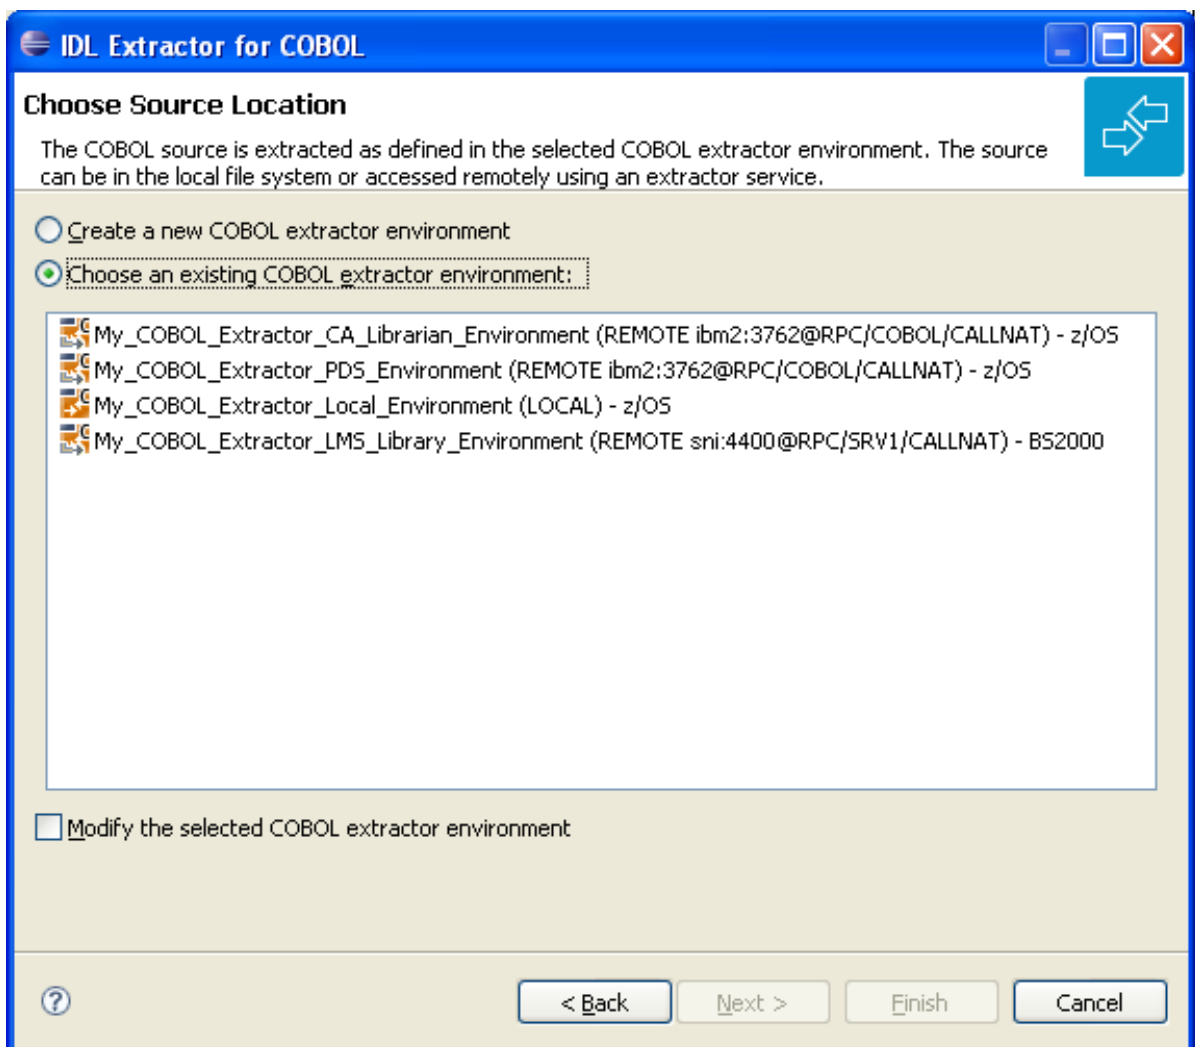 IDL Extractor for COBOL
Choose Source Location
The COBOL source is extracted as defined in the selected COBOL extractor environment. The source
can be in the local file system or accessed remotely using an extractor service.
Create a new COBOL extractor environment
Choose an existing COBOL extractor environment:
My_COBOL_Extractor_CA_Librarian_Environment (REMOTE ibm2:3762@RPC/COBOL/CALLNAT) - z/OS
My_COBOL_Extractor_PDS_Environment (REMOTE ibm2:3762@RPC/COBOL/CALLNAT) - z/OS
My_COBOL_Extractor_Local_Environment (LOCAL) - z/OS
My_COBOL_Extractor_LMS_Library_Environment (REMOTE sni:4400@RPC/SRV1/CALLNAT) - BS2000
Modify the selected COBOL extractor environment
? < Back Next > Finish Cancel